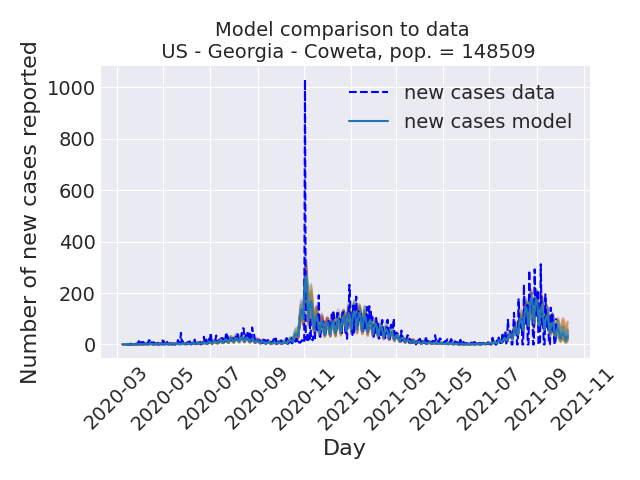 Model comparison to data
US - Georgia - Coweta, pop. = 148509
new cases data
new cases model
Number of new cases reported
1000
800
600
400
200
0
2020-03
2020-05
2020-07
2020-09
2020-11
2021-01
2021-03
2021-05
2021-07
2021-09
2021-11
Day